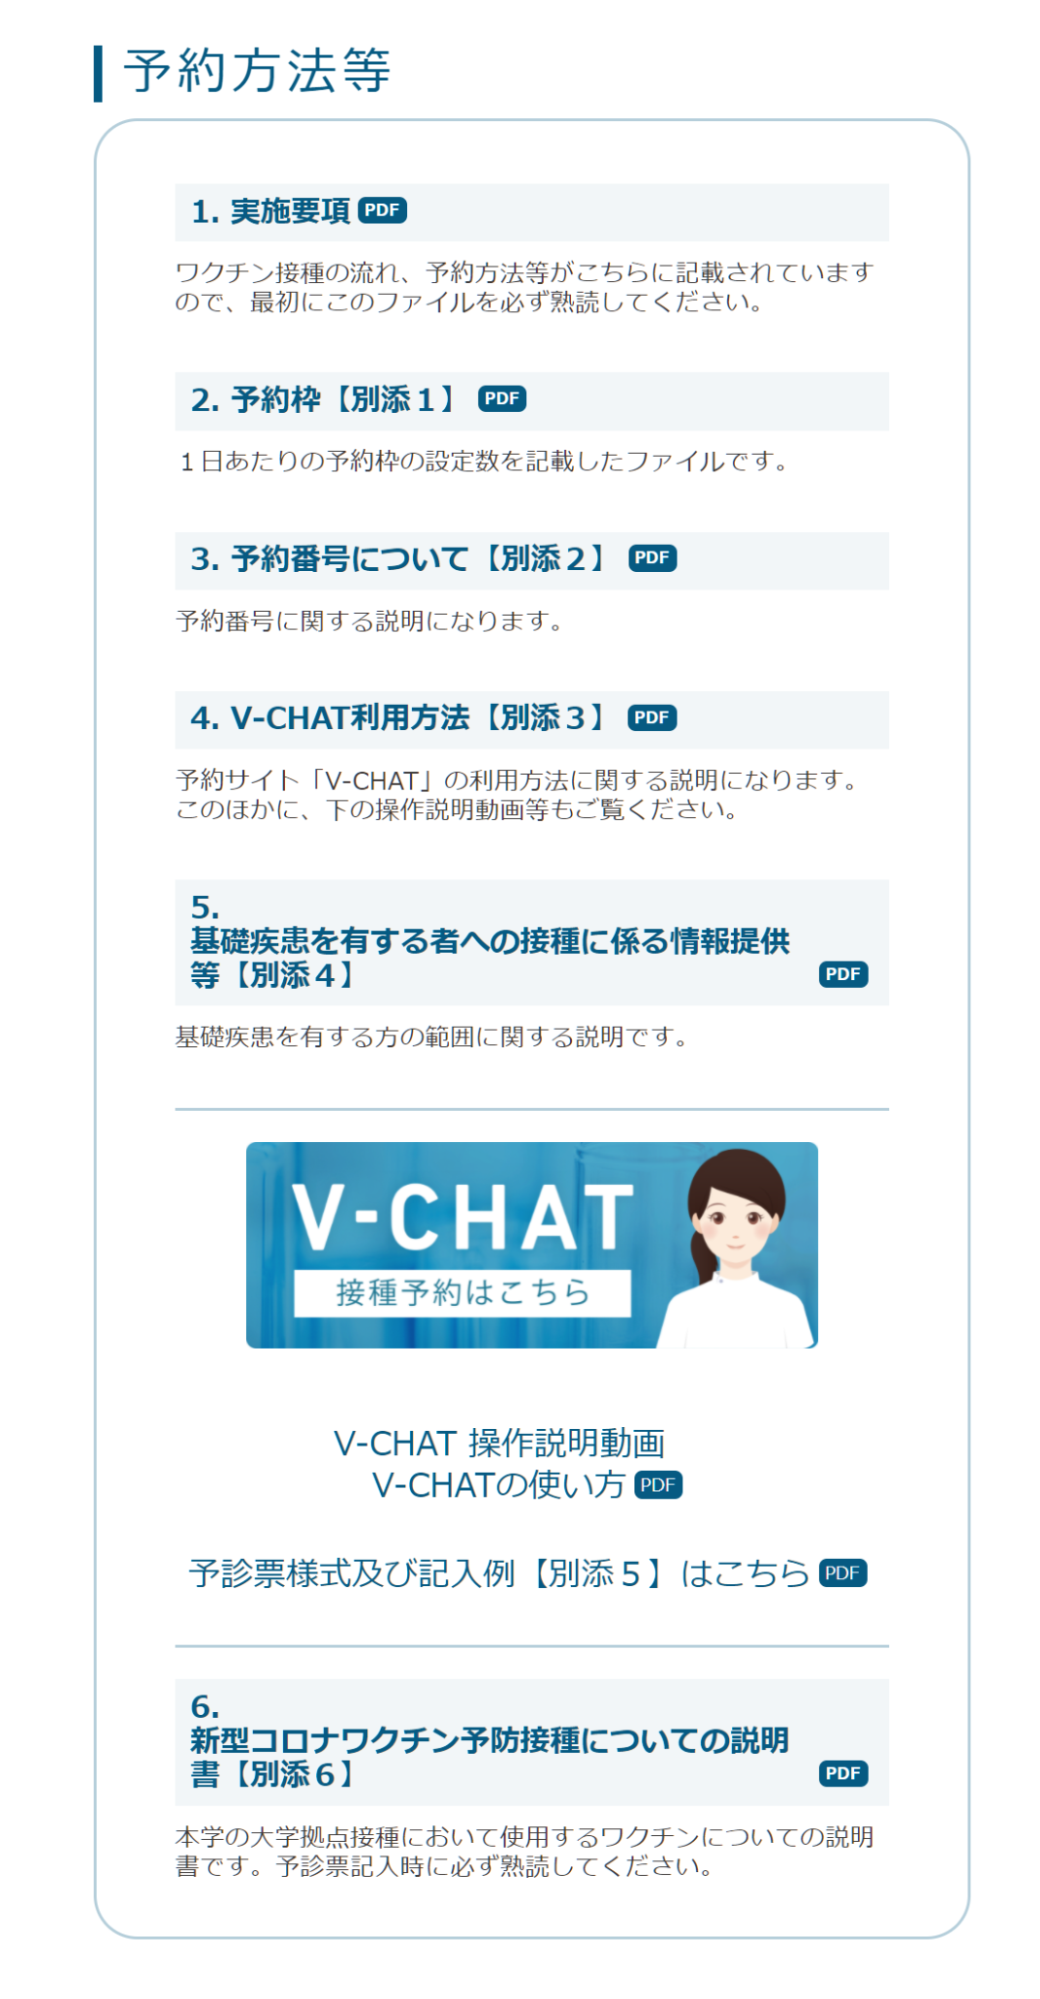 予約方法等
1. 実施要項 PDF
ワクチン接種の流れ、予約方法等がこちらに記載されています
ので、最初にこのファイルを必ず熟読してください。
2. 予約枠【別添１】 PDF
１日あたりの予約枠の設定数を記載したファイルです。
3. 予約番号について【別添２】 PDF
予約番号に関する説明になります。
4. V-CHAT利用方法【別添３】 PDF
予約サイト「V-CHAT」の利用方法に関する説明になります。
このほかに、下の操作説明動画等もご覧ください。
5.
基礎疾患を有する者への接種に係る情報提供
等【別添４】 PDF
基礎疾患を有する方の範囲に関する説明です。
V-CHAT
接種予約はこちら
V-CHAT 操作説明動画
V-CHATの使い方 PDF
予診票様式及び記入例【別添５】はこちら PDF
6.
新型コロナワクチン予防接種についての説明
書【別添６】 PDF
本学の大学拠点接種において使用するワクチンについての説明
書です。予診票記入時に必ず熟読してください。